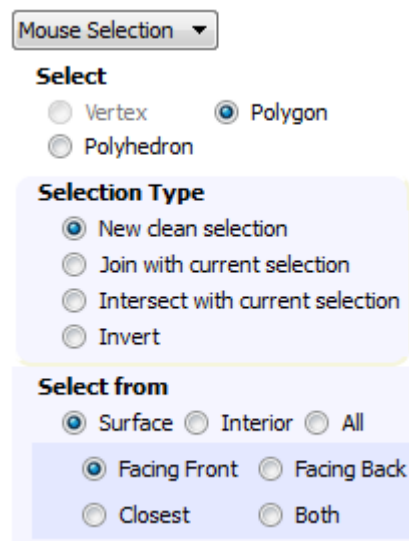 Mouse Selection
Select
Vertex Polygon
Polyhedron
Selection Type
New clean selection
Join with current selection
Intersect with current selection
Invert
Select from
Surface Interior All
Facing Front Facing Back
Closest Both